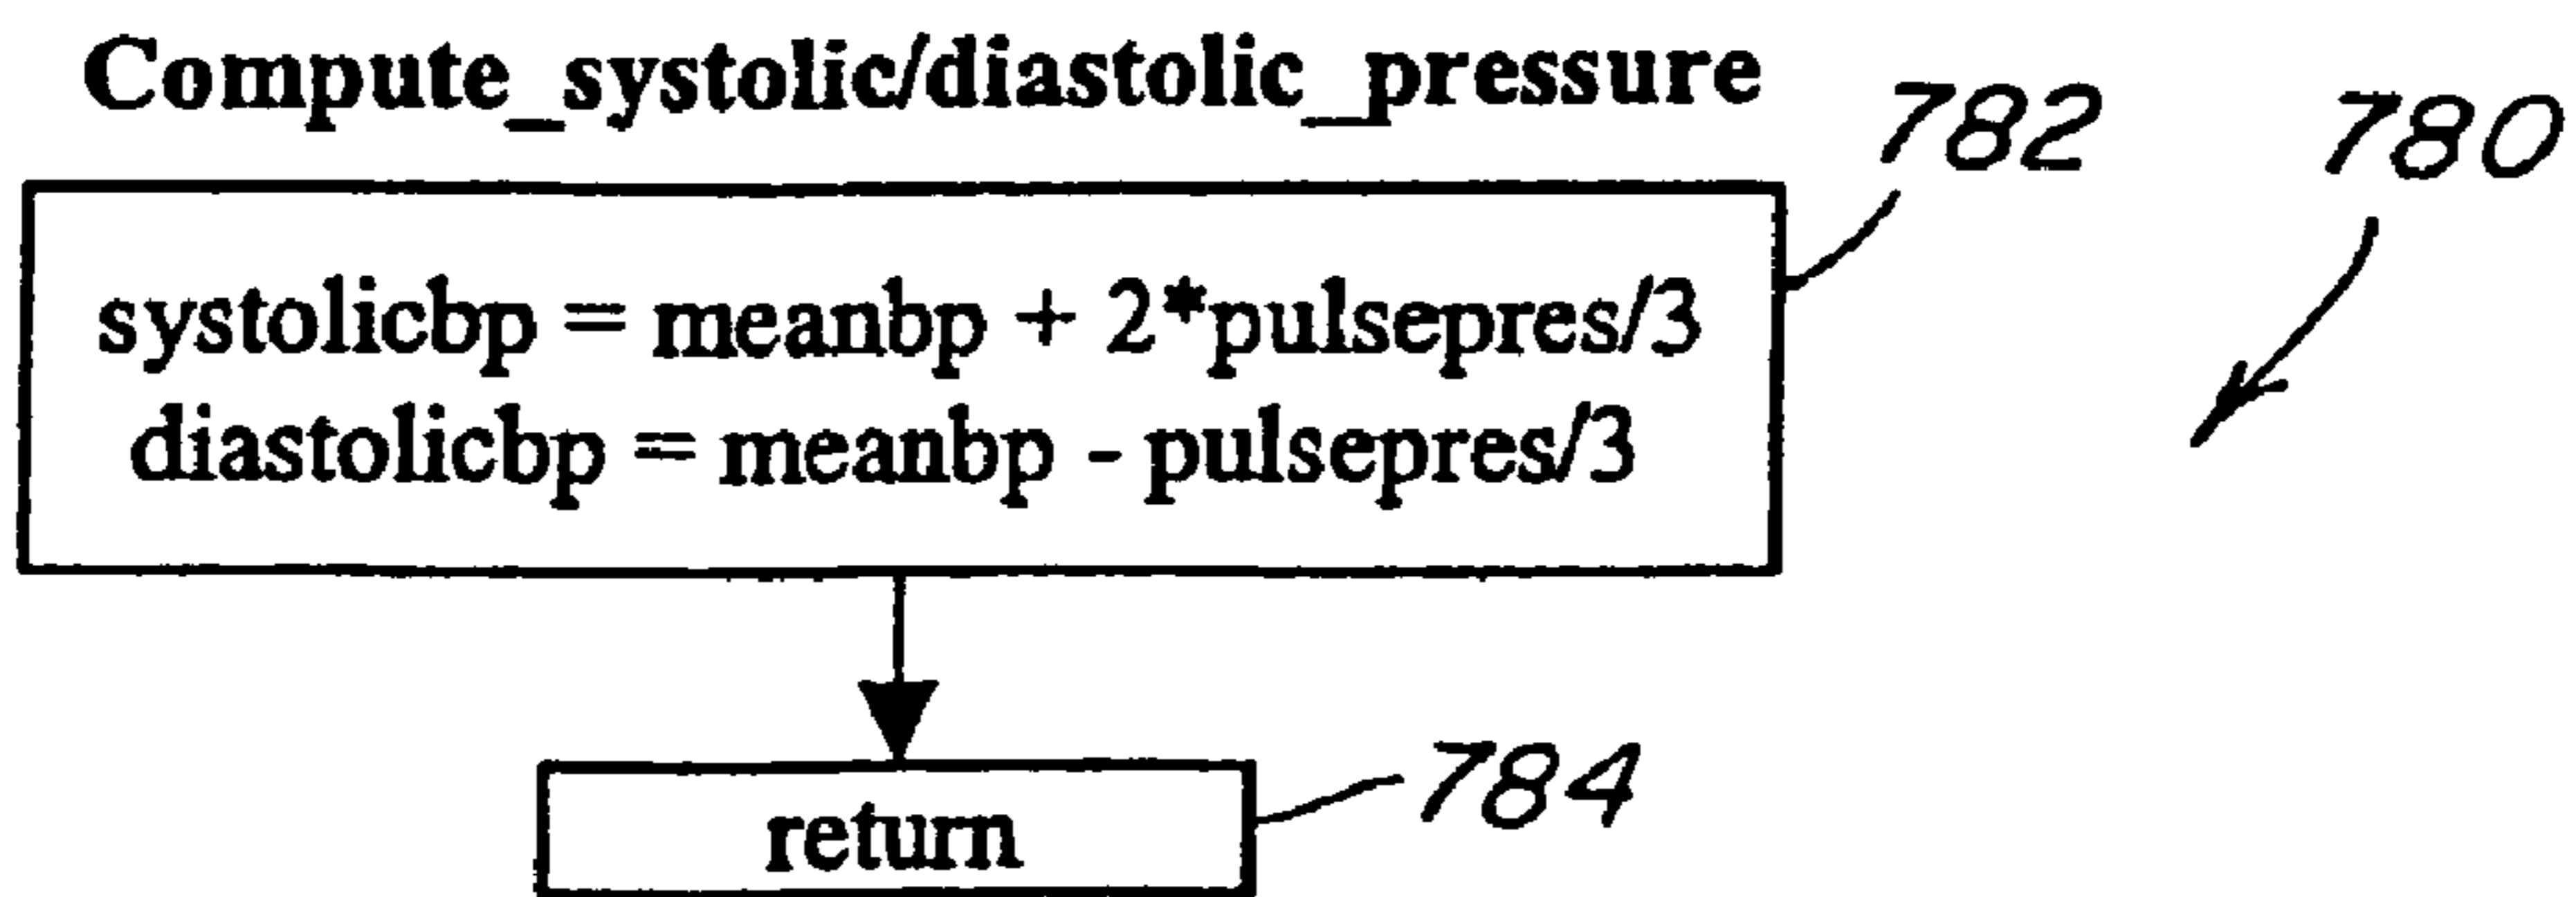 Compute_systolic/diastolic_pressure
782
780
systolicbp = meanbp + 2*pulsepres/3
diastolicbp = meanbp - pulsepres/3
return
784